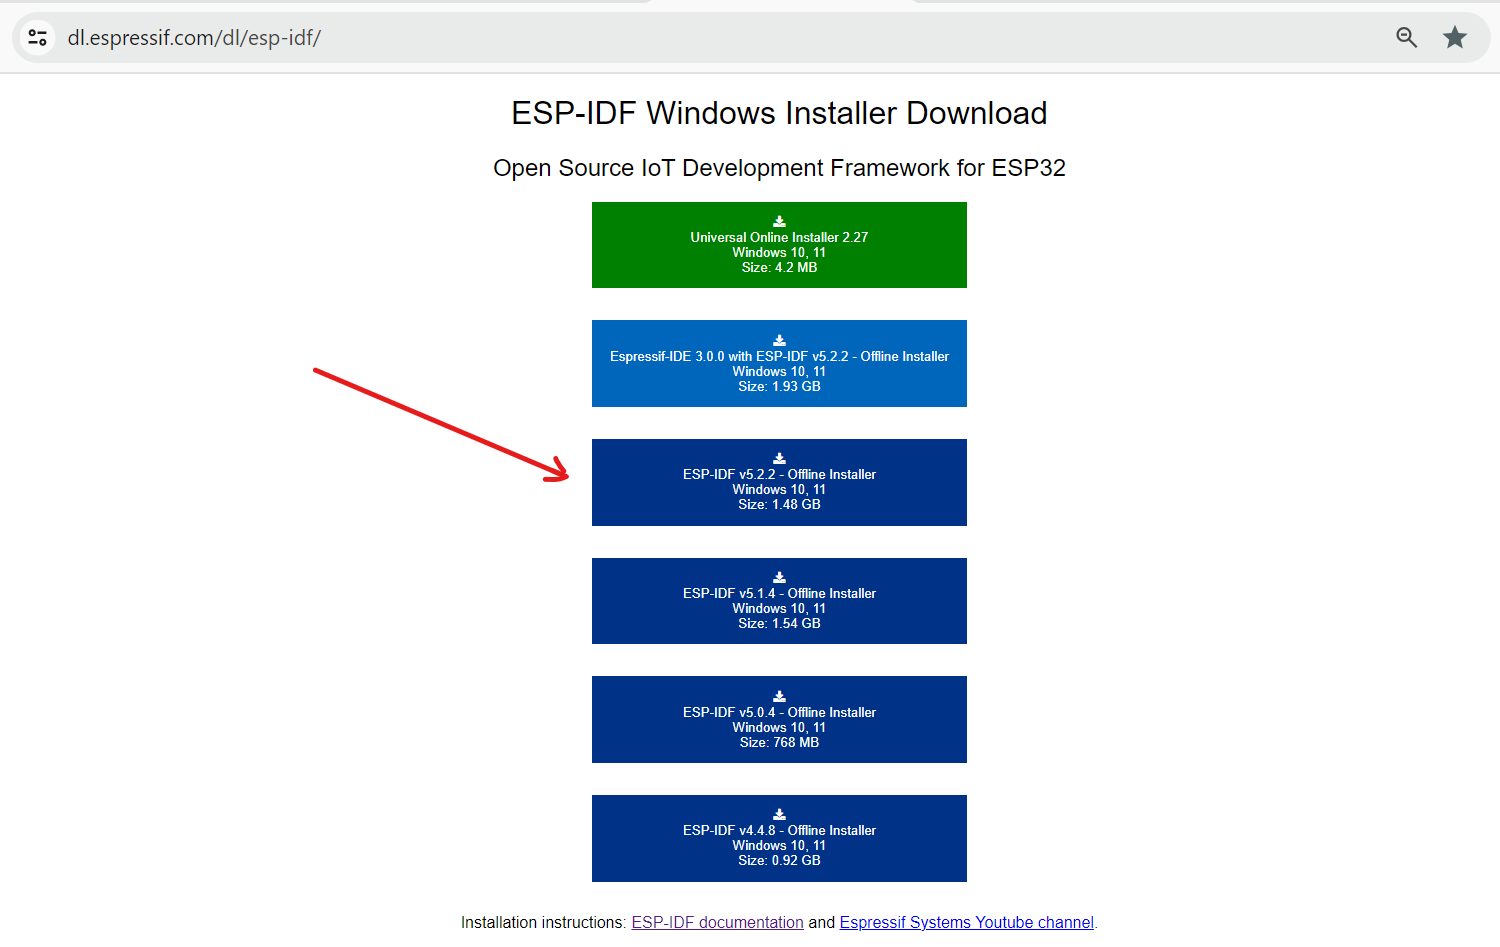 dl.espressif.com/dl/esp-idf/
ESP-IDF Windows Installer Download
Open Source IoT Development Framework for ESP32
Universal Online Installer 2.27
Windows 10, 11
Size: 4.2 MB
Espressif-IDE 3.0.0 with ESP-IDF v5.2.2 - Offline Installer
Windows 10, 11
Size: 1.93 GB
ESP-IDF v5.2.2 - Offline Installer
Windows 10, 11
Size: 1.48 GB
ESP-IDF v5.1.4 - Offline Installer
Windows 10, 11
Size: 1.54 GB
ESP-IDF v5.0.4 - Offline Installer
Windows 10, 11
Size: 768 MB
ESP-IDF v4.4.8 - Offline Installer
Windows 10, 11
Size: 0.92 GB
Installation instructions: ESP-IDF documentation and Espressif Systems Youtube channel.